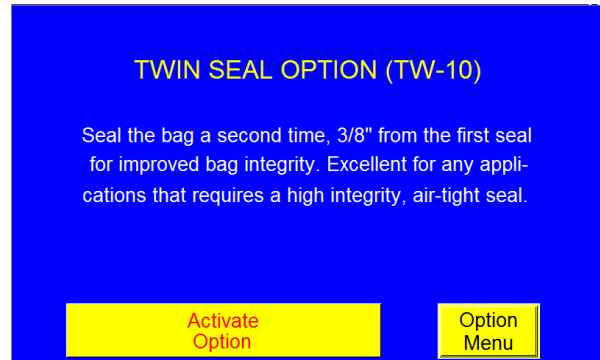 TWIN SEAL OPTION (TW-10)
Seal the bag a second time, 3/8" from the first seal
for improved bag integrity. Excellent for any appli-
cations that requires a high integrity, air-tight seal.
Activate
Option
Option
Menu